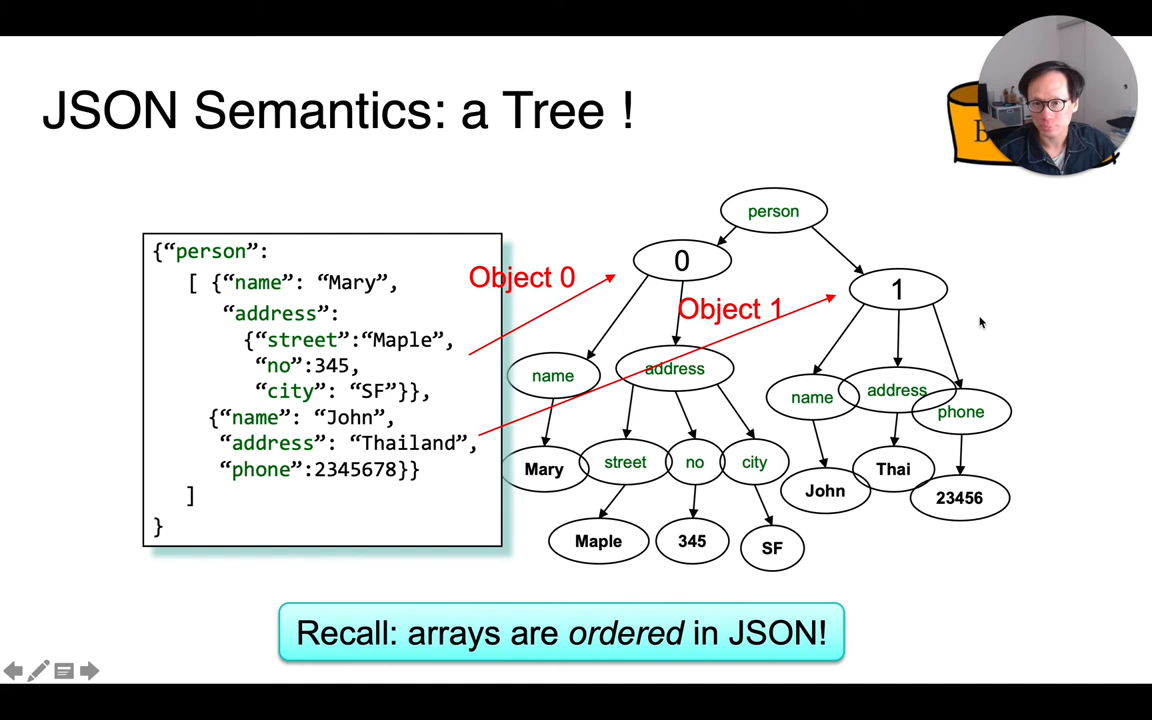 JSON Semantics: a Tree !
{“person”:
[ {“name”: “Mary”,
“address”:
{“street”:“Maple”,
“no”:345,
“city”: “SF”}},
{“name”: “John”,
“address”: “Thailand”,
“phone”:2345678}}
]
}
Object 0
Object 1
person
0
1
name
address
name
address
phone
Mary
street
no
city
John
Thai
23456
Maple
345
SF
Recall: arrays are ordered in JSON!